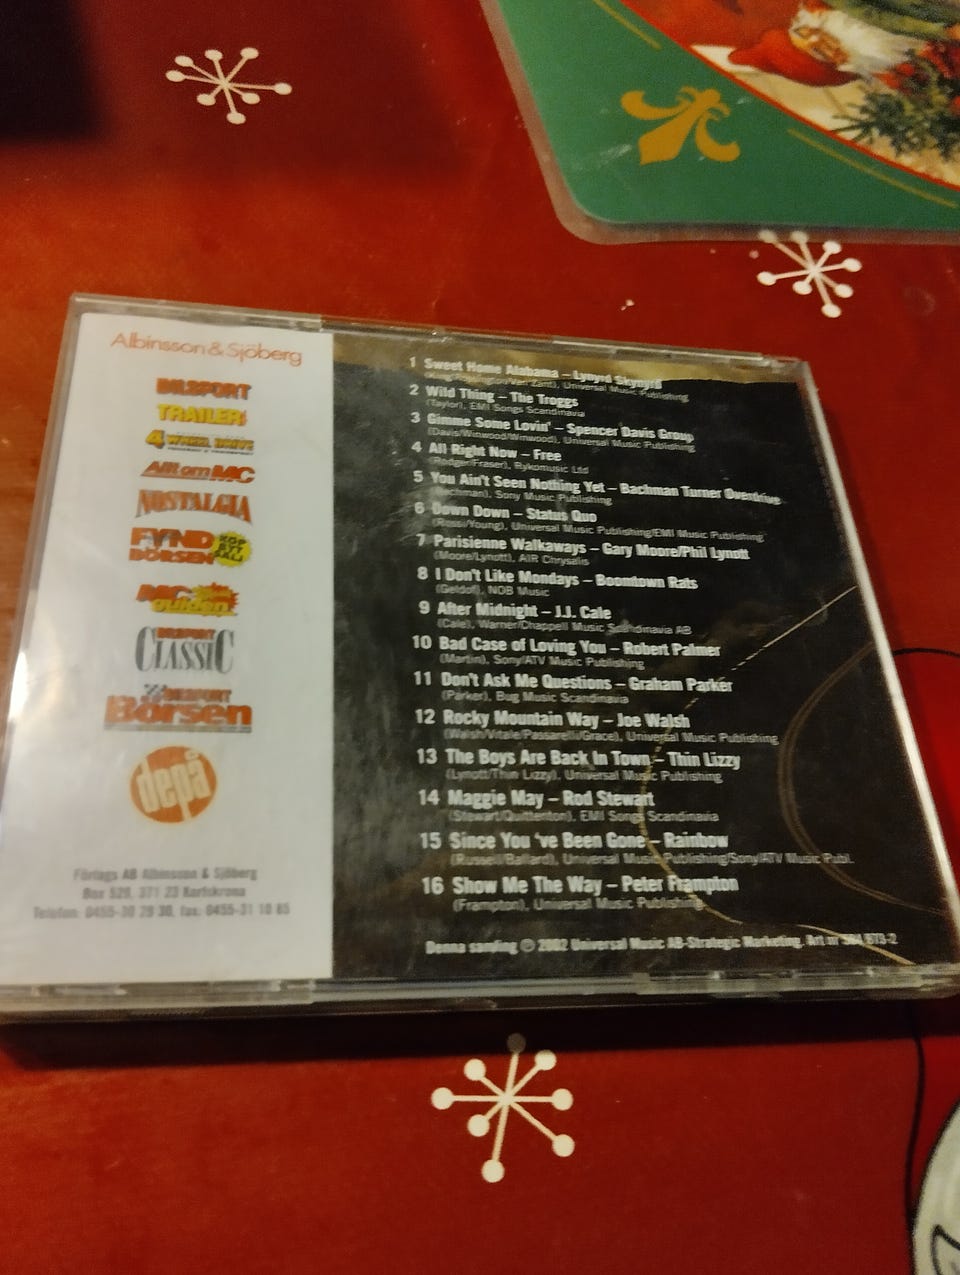 Albinsson & Sjöberg
BILSPORT
TRAILER
4 WHEEL DRIVE
Allt om MC
NOSTALGIA
FYND
BÖRSEN
KÖP
BYT
MC
guiden
BILSPORT
CLASSIC
BILSPORT
Börsen
depå
Förlags AB Albinsson & Sjöberg
Box 529, 371 23 Karlskrona
Telefon: 0455-30 29 30, fax: 0455-31 10 65
1 Sweet Home Alabama – Lynyrd Skynyrd
Van Zant), Universal Music Publishing
2 Wild Thing – The Troggs
(Taylor), EMI Songs Scandinavia
3 Gimme Some Lovin' – Spencer Davis Group
(Davis/Winwood/Winwood), Universal Music Publishing
4 All Right Now – Free
(Rodger/Fraser), Rykomusic Ltd
5 You Ain't Seen Nothing Yet – Bachman Turner Overdrive
(Bachman), Sony Music Publishing
6 Down Down – Status Quo
(Rossi/Young), Universal Music Publishing/EMI Music Publishing
7 Parisienne Walkaways – Gary Moore/Phil Lynott
(Moore/Lynott), AIR Chrysalis
8 I Don't Like Mondays – Boomtown Rats
(Geldof), NOB Music
9 After Midnight – J.J. Cale
(Cale), Warner/Chappell Music Scandinavia AB
10 Bad Case of Loving You – Robert Palmer
(Martin), Sony/ATV Music Publishing
11 Don't Ask Me Questions – Graham Parker
(Parker), Bug Music Scandinavia
12 Rocky Mountain Way – Joe Walsh
(Walsh/Vitale/Passarelli/Grace), Universal Music Publishing
13 The Boys Are Back In Town – Thin Lizzy
(Lynott/Thin Lizzy), Universal Music Publishing
14 Maggie May – Rod Stewart
(Stewart/Quittenton), EMI Songs Scandinavia
15 Since You 've Been Gone – Rainbow
(Russell/Ballard), Universal Music Publishing/Sony/ATV Music Publ.
16 Show Me The Way – Peter Frampton
(Frampton), Universal Music Publishing
Denna samling © 2002 Universal Music AB-Strategic Marketing. Art nr 873-2